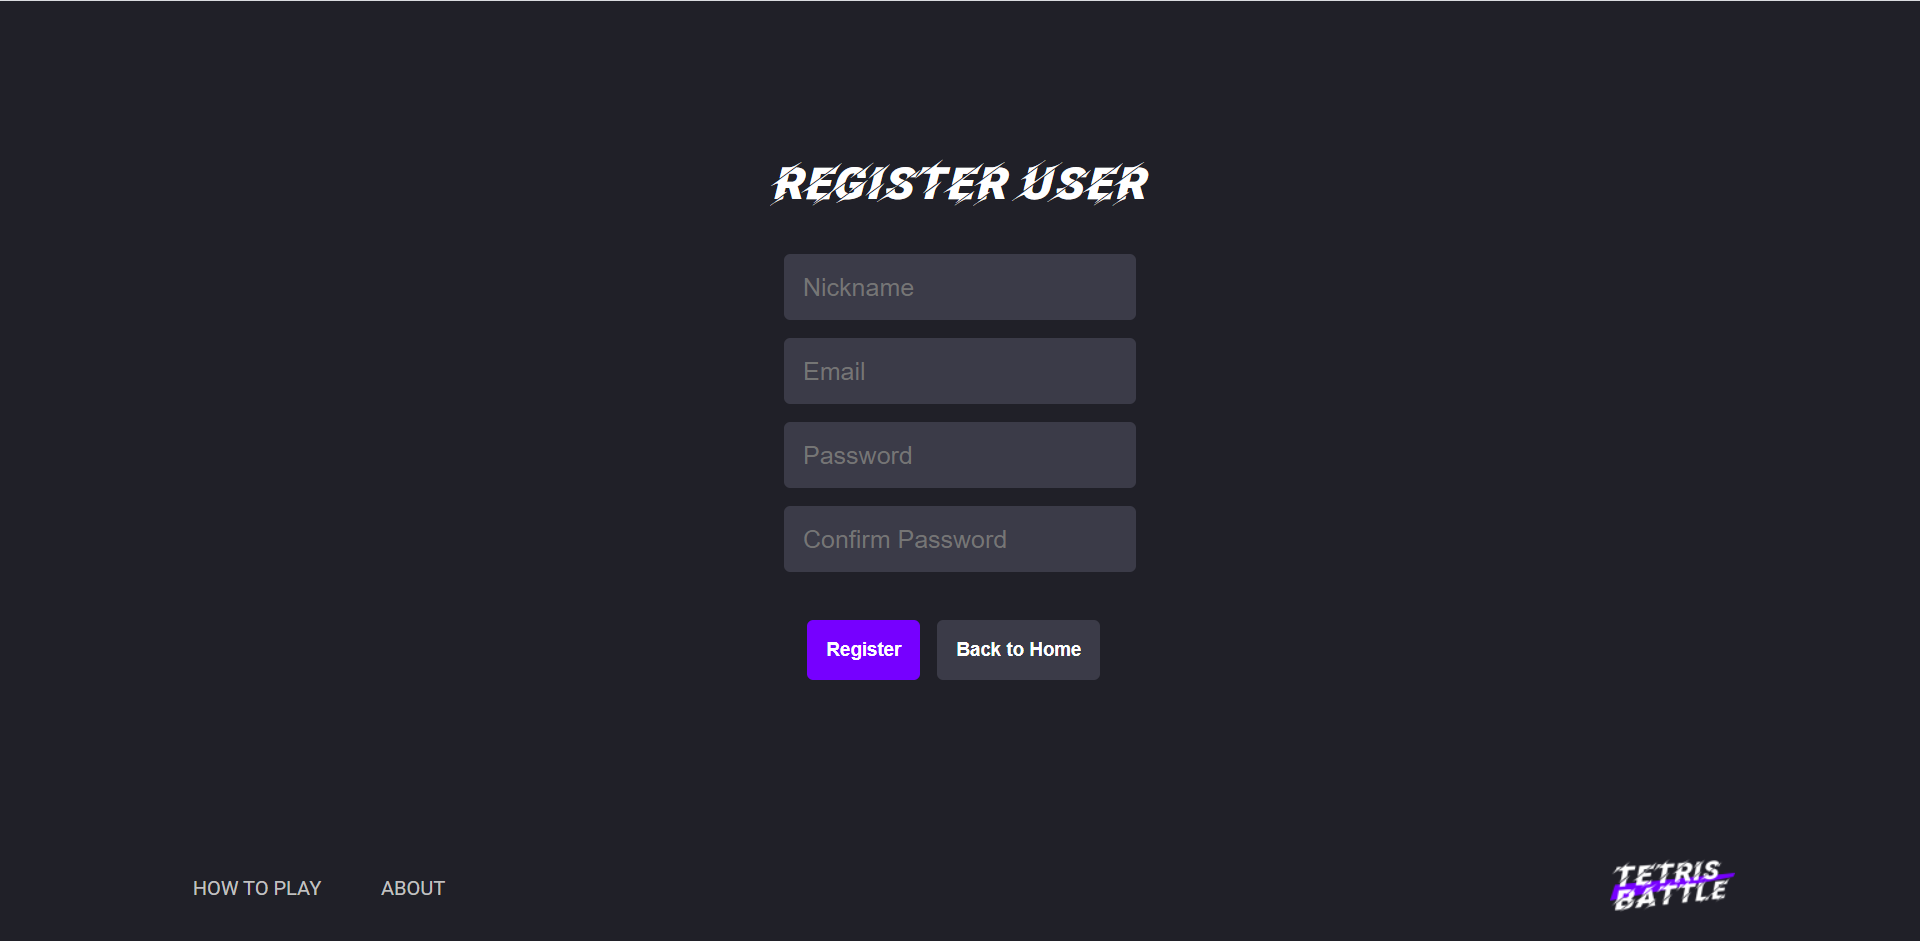 REGISTER USER
Nickname
Email
Password
Confirm Password
Register Back to Home
HOW TO PLAY ABOUT
TETRIS
BATTLE